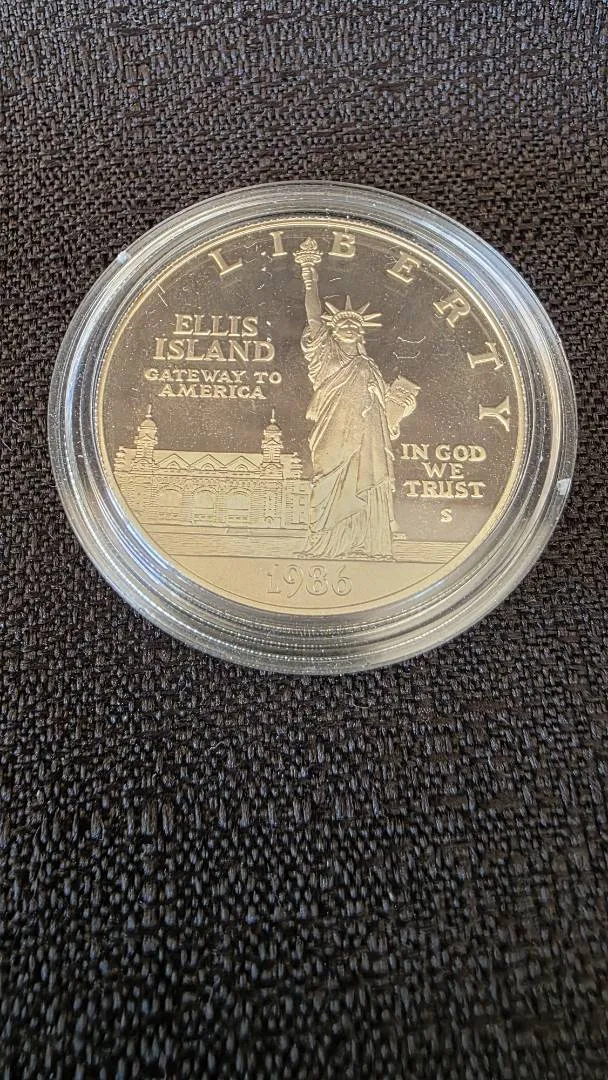 LIBERTY
ELLIS
ISLAND
GATEWAY TO
AMERICA
IN GOD
WE
TRUST
S
1986